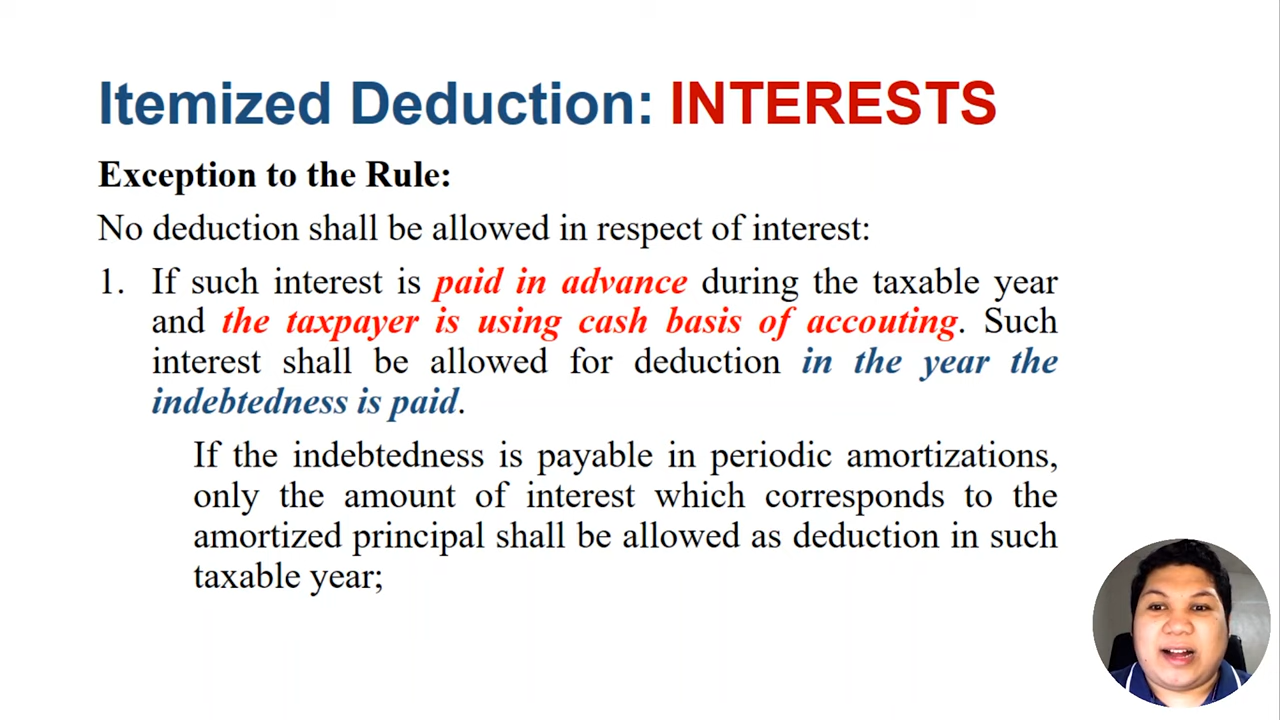 Itemized Deduction: INTERESTS
Exception to the Rule:
No deduction shall be allowed in respect of interest:
1. If such interest is paid in advance during the taxable year
and the taxpayer is using cash basis of accouting. Such
interest shall be allowed for deduction in the year the
indebtedness is paid.
If the indebtedness is payable in periodic amortizations,
only the amount of interest which corresponds to the
amortized principal shall be allowed as deduction in such
taxable year;